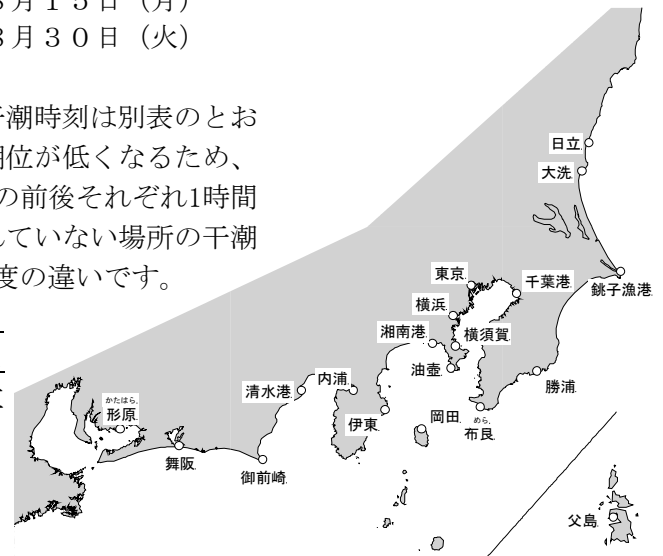 月１５日（月）
８月３０日（火）
干潮時刻は別表のとお
潮位が低くなるため、
の前後それぞれ1時間
れていない場所の干潮
度の違いです。
日立
大洗
東京
千葉港
銚子漁港
横浜
湘南港
横須賀
油壺
勝浦
内浦
清水港
伊東
岡田
めら
布良
かたはら
形原
舞阪
御前崎
父島